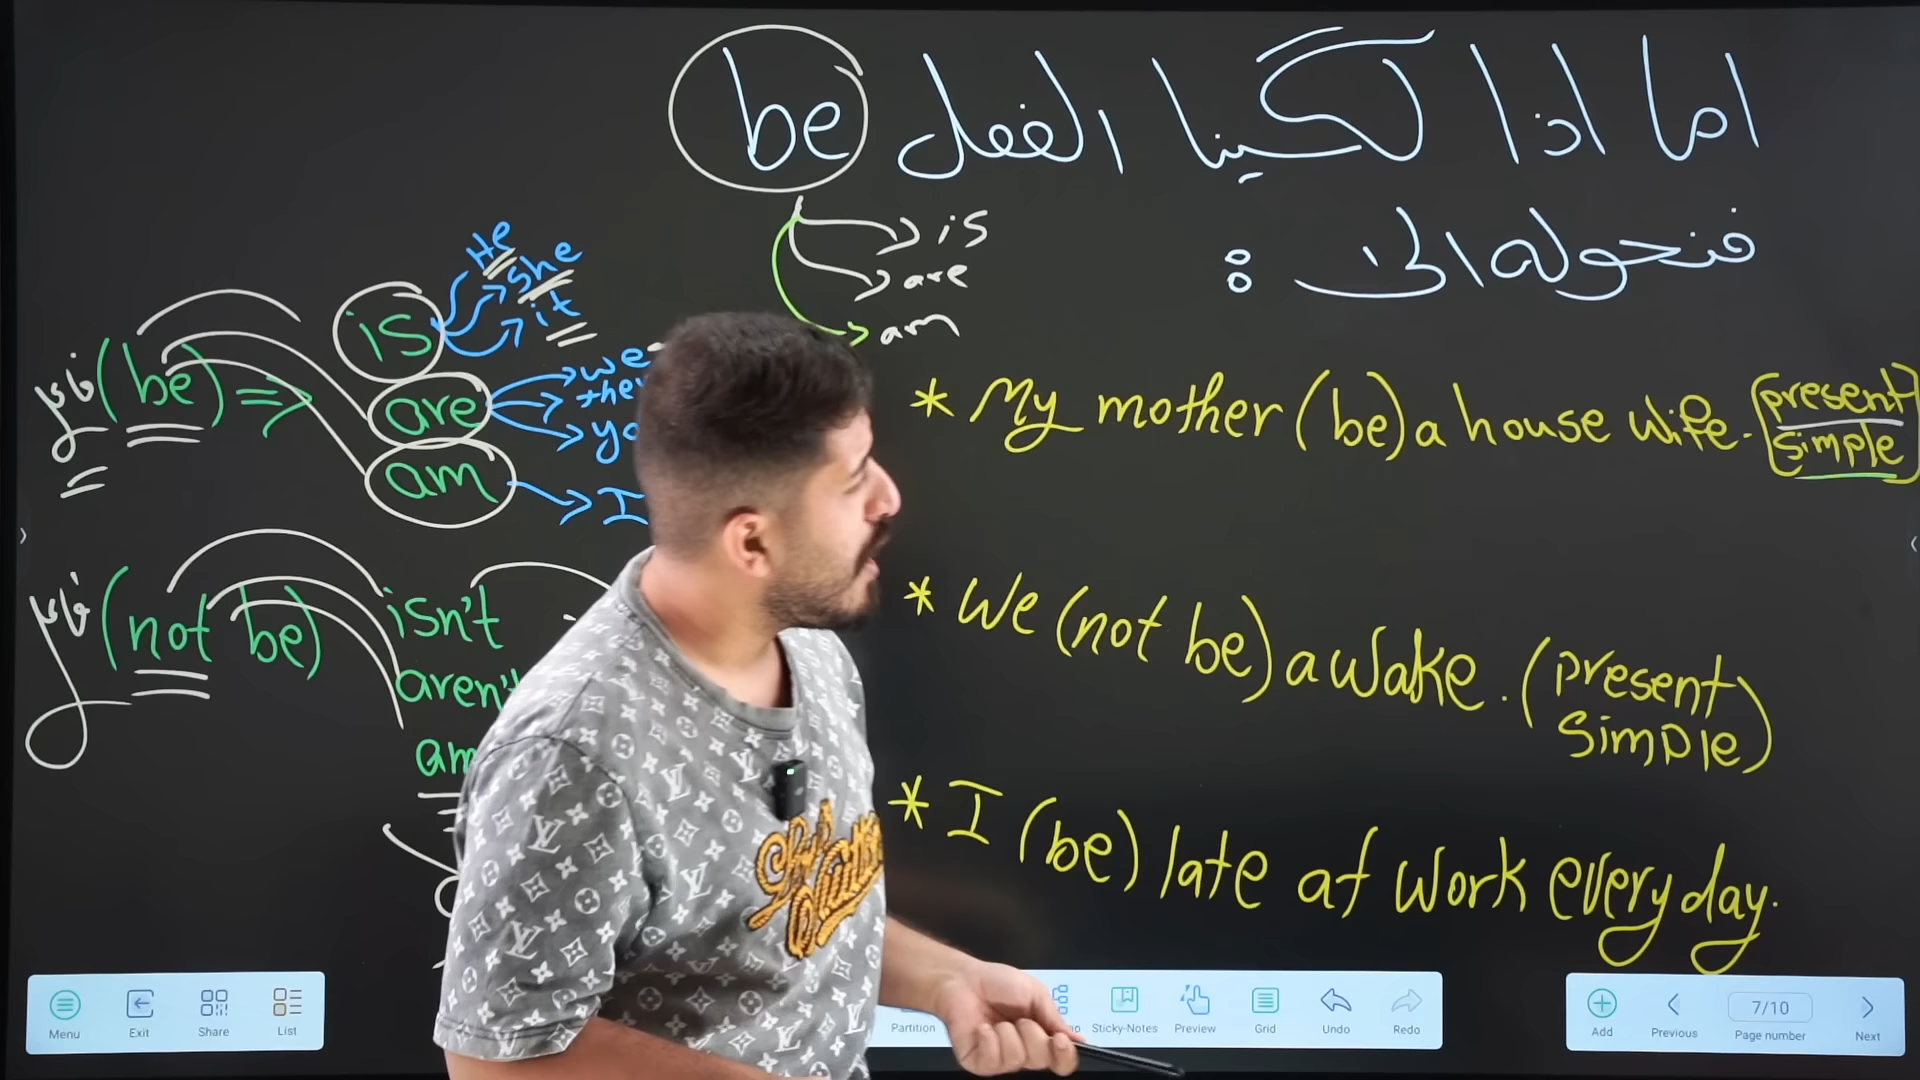 اما اذا لگينا الفعل be
فنحوله الى :
is
are
am
He
she
it
is
we
are
am
I
(be) =>
(not be)
isn't
aren't
am
* My mother (be) a house wife. (present simple)
* We (not be) awake. (present simple)
* I (be) late at work every day.
Menu
Exit
Share
List
Partition
Sticky-Notes
Preview
Grid
Undo
Redo
Add
Previous
7/10
Page number
Next